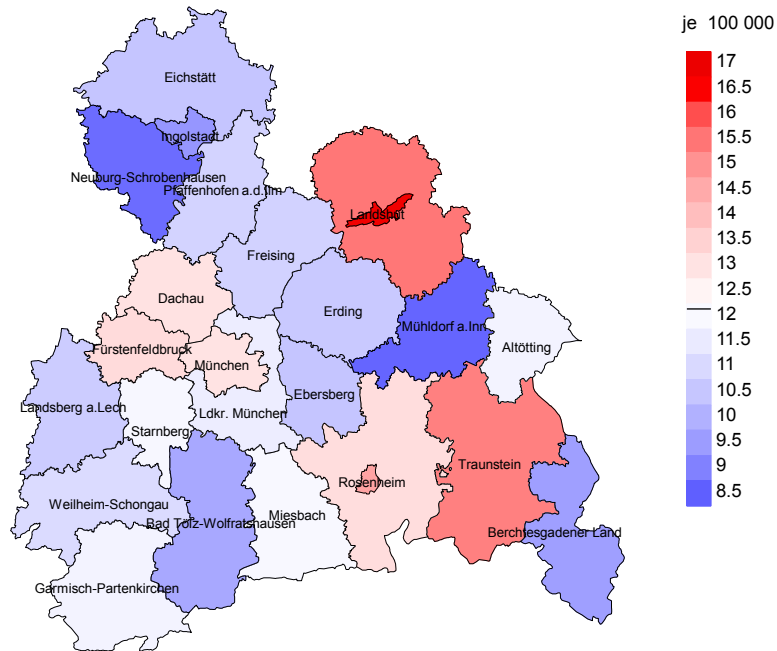 je 100 000
17
16.5
16
15.5
15
14.5
14
13.5
13
12.5
12
11.5
11
10.5
10
9.5
9
8.5
Eichstätt
Ingolstadt
Neuburg-Schrobenhausen
Pfaffenhofen a.d.Ilm
Landshut
Freising
Dachau
Erding
Mühldorf a.Inn
Altötting
Fürstenfeldbruck
München
Ebersberg
Landsberg a.Lech
Ldkr. München
Starnberg
Traunstein
Rosenheim
Weilheim-Schongau
Miesbach
Bad Tölz-Wolfratshausen
Berchtesgadener Land
Garmisch-Partenkirchen